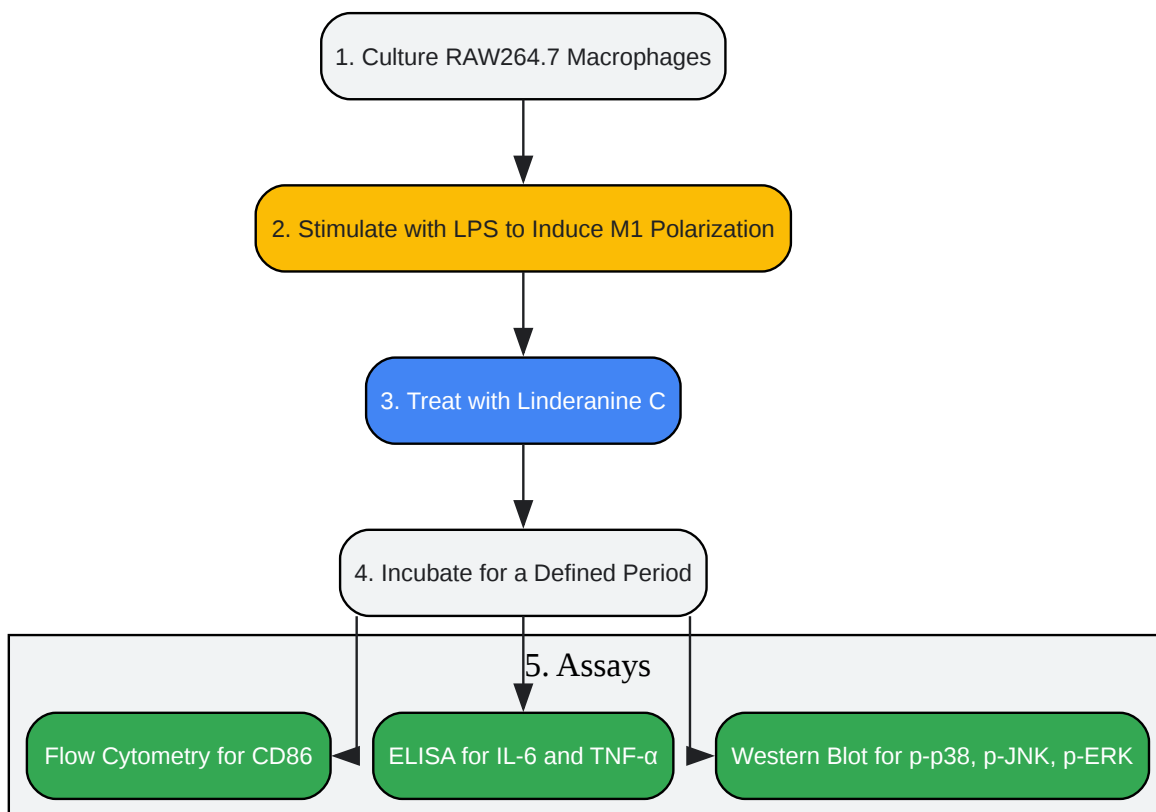 1. Culture RAW264.7 Macrophages
2. Stimulate with LPS to Induce M1 Polarization
3. Treat with Linderanine C
4. Incubate for a Defined Period
5. Assays
Flow Cytometry for CD86
ELISA for IL-6 and TNF-α
Western Blot for p-p38, p-JNK, p-ERK